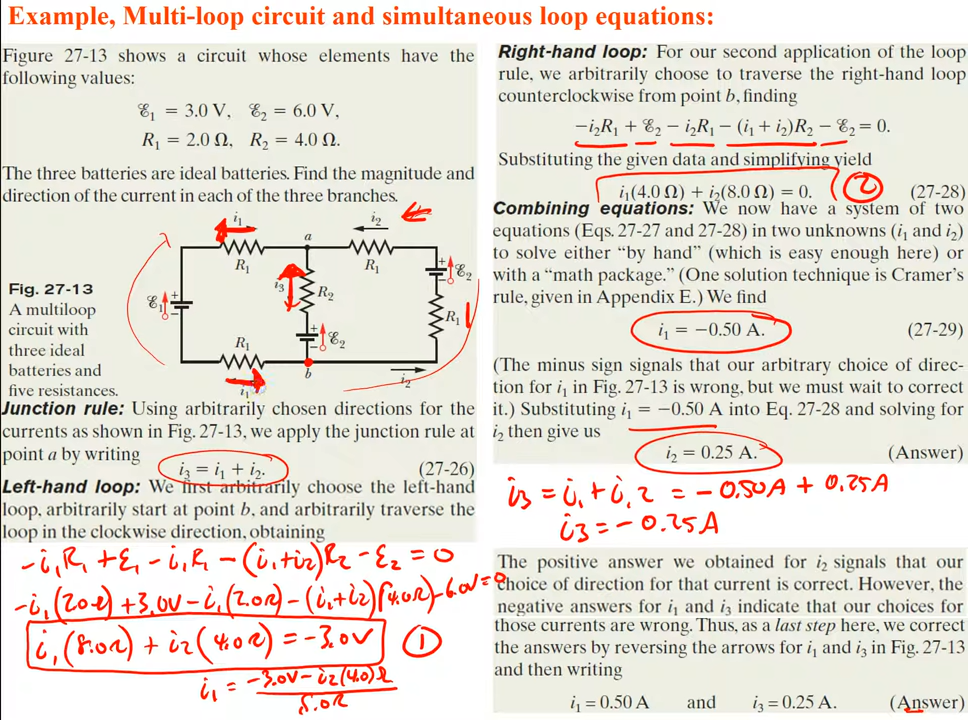 Example, Multi-loop circuit and simultaneous loop equations:
Figure 27-13 shows a circuit whose elements have the
following values:
ℰ₁ = 3.0 V, ℰ₂ = 6.0 V,
R₁ = 2.0 Ω, R₂ = 4.0 Ω.
The three batteries are ideal batteries. Find the magnitude and
direction of the current in each of the three branches.
i₁
a
i₂
R₁
R₁
ℰ₂
i₃
R₂
ℰ₁
R₁
ℰ₂
R₁
b
i₁
i₂
+
–
+
–
+
–
Fig. 27-13
A multiloop
circuit with
three ideal
batteries and
five resistances.
Junction rule: Using arbitrarily chosen directions for the
currents as shown in Fig. 27-13, we apply the junction rule at
point a by writing
i₃ = i₁ + i₂. (27-26)
Left-hand loop: We first arbitrarily choose the left-hand
loop, arbitrarily start at point b, and arbitrarily traverse the
loop in the clockwise direction, obtaining
-i₁R₁ + ℰ₁ - i₁R₁ - (i₁+i₂)R₂ - ℰ₂ = 0
-i₁(2.0Ω) + 3.0V - i₁(2.0Ω) - (i₁+i₂)(4.0Ω) - 6.0V = 0
i₁(8.0Ω) + i₂(4.0Ω) = -3.0V ①
i₁ = -3.0V - i₂(4.0)Ω
8.0Ω
Right-hand loop: For our second application of the loop
rule, we arbitrarily choose to traverse the right-hand loop
counterclockwise from point b, finding
−i₂R₁ + ℰ₂ − i₂R₁ − (i₁ + i₂)R₂ − ℰ₂ = 0.
Substituting the given data and simplifying yield
i₁(4.0 Ω) + i₂(8.0 Ω) = 0. ② (27-28)
Combining equations: We now have a system of two
equations (Eqs. 27-27 and 27-28) in two unknowns (i₁ and i₂)
to solve either “by hand” (which is easy enough here) or
with a “math package.” (One solution technique is Cramer’s
rule, given in Appendix E.) We find
i₁ = −0.50 A. (27-29)
(The minus sign signals that our arbitrary choice of direc-
tion for i₁ in Fig. 27-13 is wrong, but we must wait to correct
it.) Substituting i₁ = −0.50 A into Eq. 27-28 and solving for
i₂ then give us
i₂ = 0.25 A. (Answer)
i₃ = i₁ + i,2 = -0.50A + 0.25A
i₃ = -0.25A
The positive answer we obtained for i₂ signals that our
choice of direction for that current is correct. However, the
negative answers for i₁ and i₃ indicate that our choices for
those currents are wrong. Thus, as a last step here, we correct
the answers by reversing the arrows for i₁ and i₃ in Fig. 27-13
and then writing
i₁ = 0.50 A and i₃ = 0.25 A. (Answer)